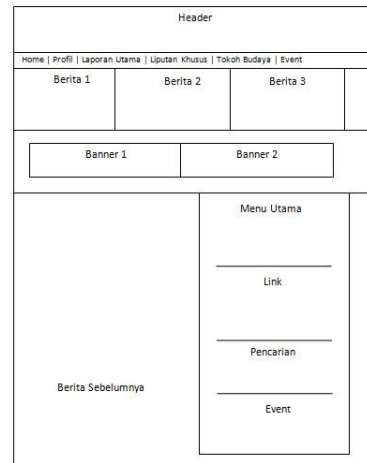 Header
Home | Profil | Laporan Utama | Liputan Khusus | Tokoh Budaya | Event
Berita 1
Berita 2
Berita 3
Banner 1
Banner 2
Menu Utama
Link
Pencarian
Berita Sebelumnya
Event